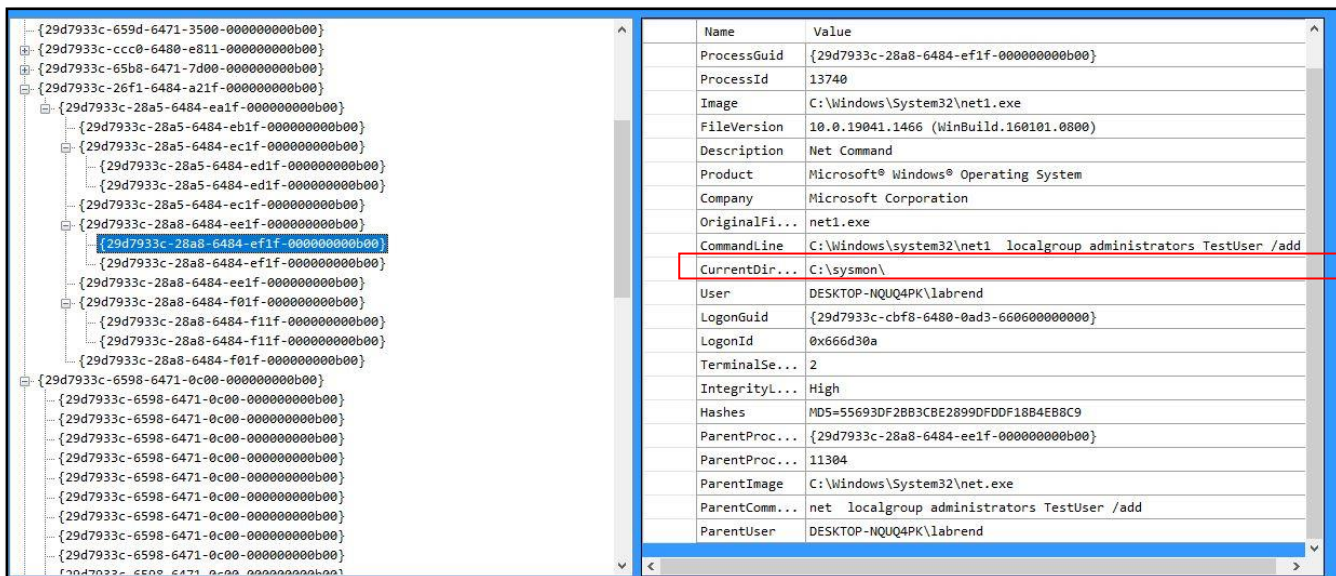 {29d7933c-659d-6471-3500-000000000b00}
{29d7933c-ccc0-6480-e811-000000000b00}
{29d7933c-65b8-6471-7d00-000000000b00}
{29d7933c-26f1-6484-a21f-000000000b00}
{29d7933c-28a5-6484-ea1f-000000000b00}
{29d7933c-28a5-6484-eb1f-000000000b00}
{29d7933c-28a5-6484-ec1f-000000000b00}
{29d7933c-28a5-6484-ed1f-000000000b00}
{29d7933c-28a5-6484-ed1f-000000000b00}
{29d7933c-28a5-6484-ec1f-000000000b00}
{29d7933c-28a8-6484-ee1f-000000000b00}
{29d7933c-28a8-6484-ef1f-000000000b00}
{29d7933c-28a8-6484-ef1f-000000000b00}
{29d7933c-28a8-6484-ee1f-000000000b00}
{29d7933c-28a8-6484-f01f-000000000b00}
{29d7933c-28a8-6484-f11f-000000000b00}
{29d7933c-28a8-6484-f11f-000000000b00}
{29d7933c-28a8-6484-f01f-000000000b00}
{29d7933c-6598-6471-0c00-000000000b00}
{29d7933c-6598-6471-0c00-000000000b00}
{29d7933c-6598-6471-0c00-000000000b00}
{29d7933c-6598-6471-0c00-000000000b00}
{29d7933c-6598-6471-0c00-000000000b00}
{29d7933c-6598-6471-0c00-000000000b00}
{29d7933c-6598-6471-0c00-000000000b00}
{29d7933c-6598-6471-0c00-000000000b00}
{29d7933c-6598-6471-0c00-000000000b00}
{29d7933c-6598-6471-0c00-000000000b00}
Name Value
ProcessGuid {29d7933c-28a8-6484-ef1f-000000000b00}
ProcessId 13740
Image C:\Windows\System32\net1.exe
FileVersion 10.0.19041.1466 (WinBuild.160101.0800)
Description Net Command
Product Microsoft® Windows® Operating System
Company Microsoft Corporation
OriginalFi... net1.exe
CommandLine C:\Windows\system32\net1 localgroup administrators TestUser /add
CurrentDir... C:\sysmon\
User DESKTOP-NQUQ4PK\labrend
LogonGuid {29d7933c-cbf8-6480-0ad3-660600000000}
LogonId 0x666d30a
TerminalSe... 2
IntegrityL... High
Hashes MD5=55693DF2BB3CBE2899DFDDF18B4EB8C9
ParentProc... {29d7933c-28a8-6484-ee1f-000000000b00}
ParentProc... 11304
ParentImage C:\Windows\System32\net.exe
ParentComm... net localgroup administrators TestUser /add
ParentUser DESKTOP-NQUQ4PK\labrend